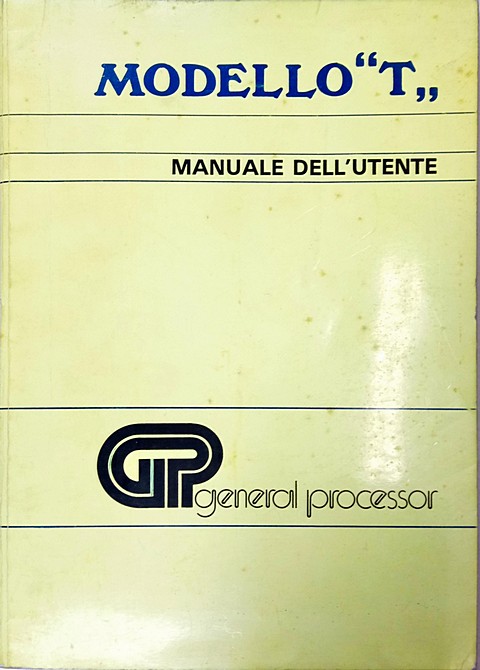 MODELLO “T„
MANUALE DELL'UTENTE
GP general processor